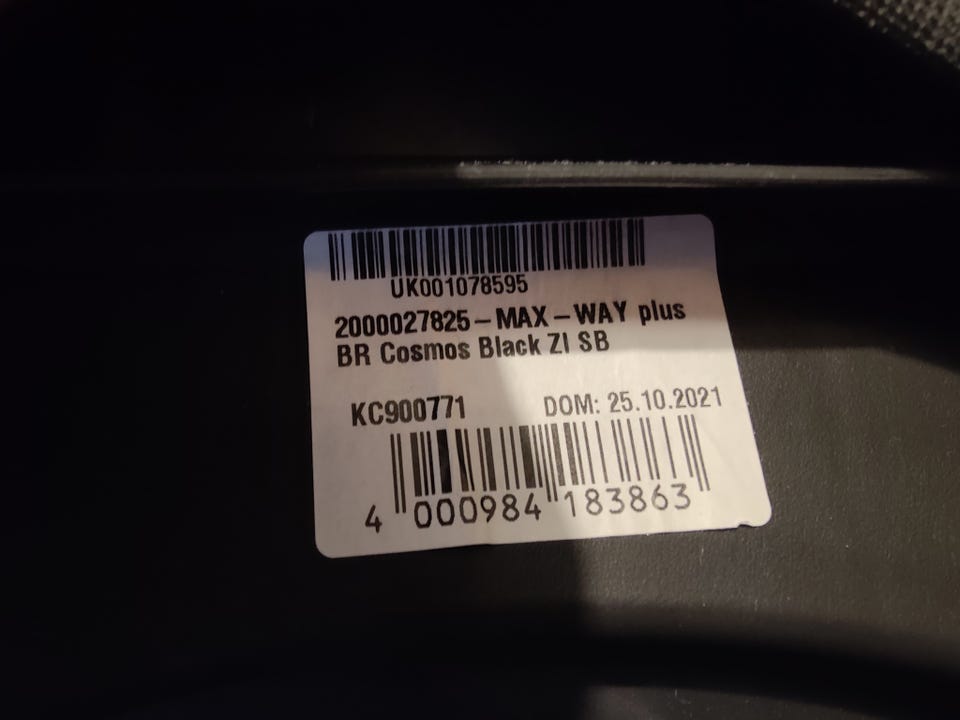 UK001078595
2000027825-MAX-WAY plus
BR Cosmos Black ZI SB
KC900771 DOM: 25.10.2021
4 000984 183863